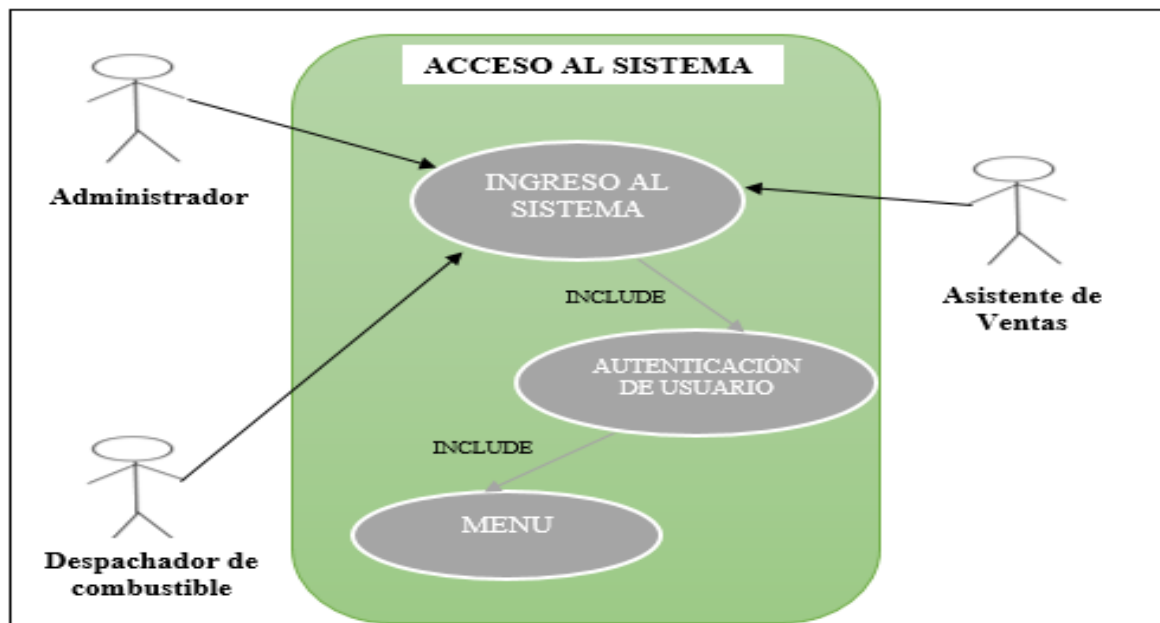 ACCESO AL SISTEMA
Administrador
INGRESO AL
SISTEMA
INCLUDE
Asistente de
Ventas
AUTENTICACIÓN
DE USUARIO
INCLUDE
MENU
Despachador de
combustible